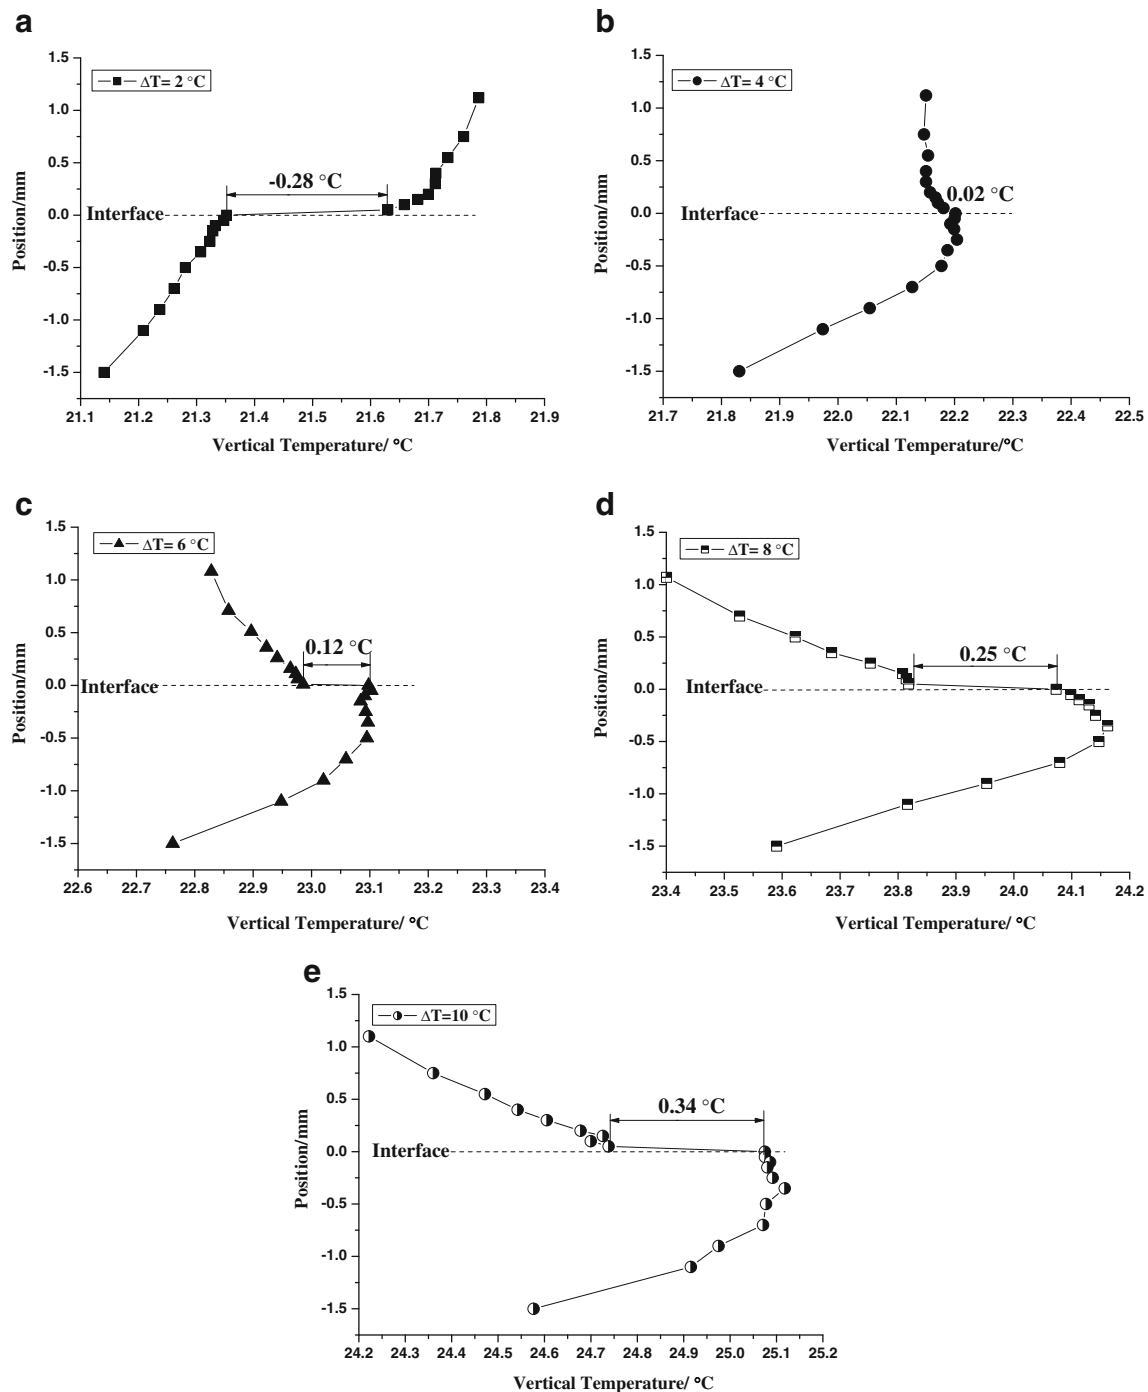 a
1.5
1.0
0.5
0.0
-0.5
-1.0
-1.5
Position/mm
ΔT= 2 °C
-0.28 °C
Interface
21.1 21.2 21.3 21.4 21.5 21.6 21.7 21.8 21.9
Vertical Temperature/ °C
b
1.5
1.0
0.5
0.0
-0.5
-1.0
-1.5
Position/mm
ΔT= 4 °C
0.02 °C
Interface
21.7 21.8 21.9 22.0 22.1 22.2 22.3 22.4 22.5
Vertical Temperature/°C
c
1.5
1.0
0.5
0.0
-0.5
-1.0
-1.5
Position/mm
ΔT= 6 °C
0.12 °C
Interface
22.6 22.7 22.8 22.9 23.0 23.1 23.2 23.3 23.4
Vertical Temperature/ °C
d
1.5
1.0
0.5
0.0
-0.5
-1.0
-1.5
Position/mm
ΔT= 8 °C
0.25 °C
Interface
23.4 23.5 23.6 23.7 23.8 23.9 24.0 24.1 24.2
Vertical Temperature/ °C
e
1.5
1.0
0.5
0.0
-0.5
-1.0
-1.5
Position/mm
ΔT=10 °C
0.34 °C
Interface
24.2 24.3 24.4 24.5 24.6 24.7 24.8 24.9 25.0 25.1 25.2
Vertical Temperature/ °C